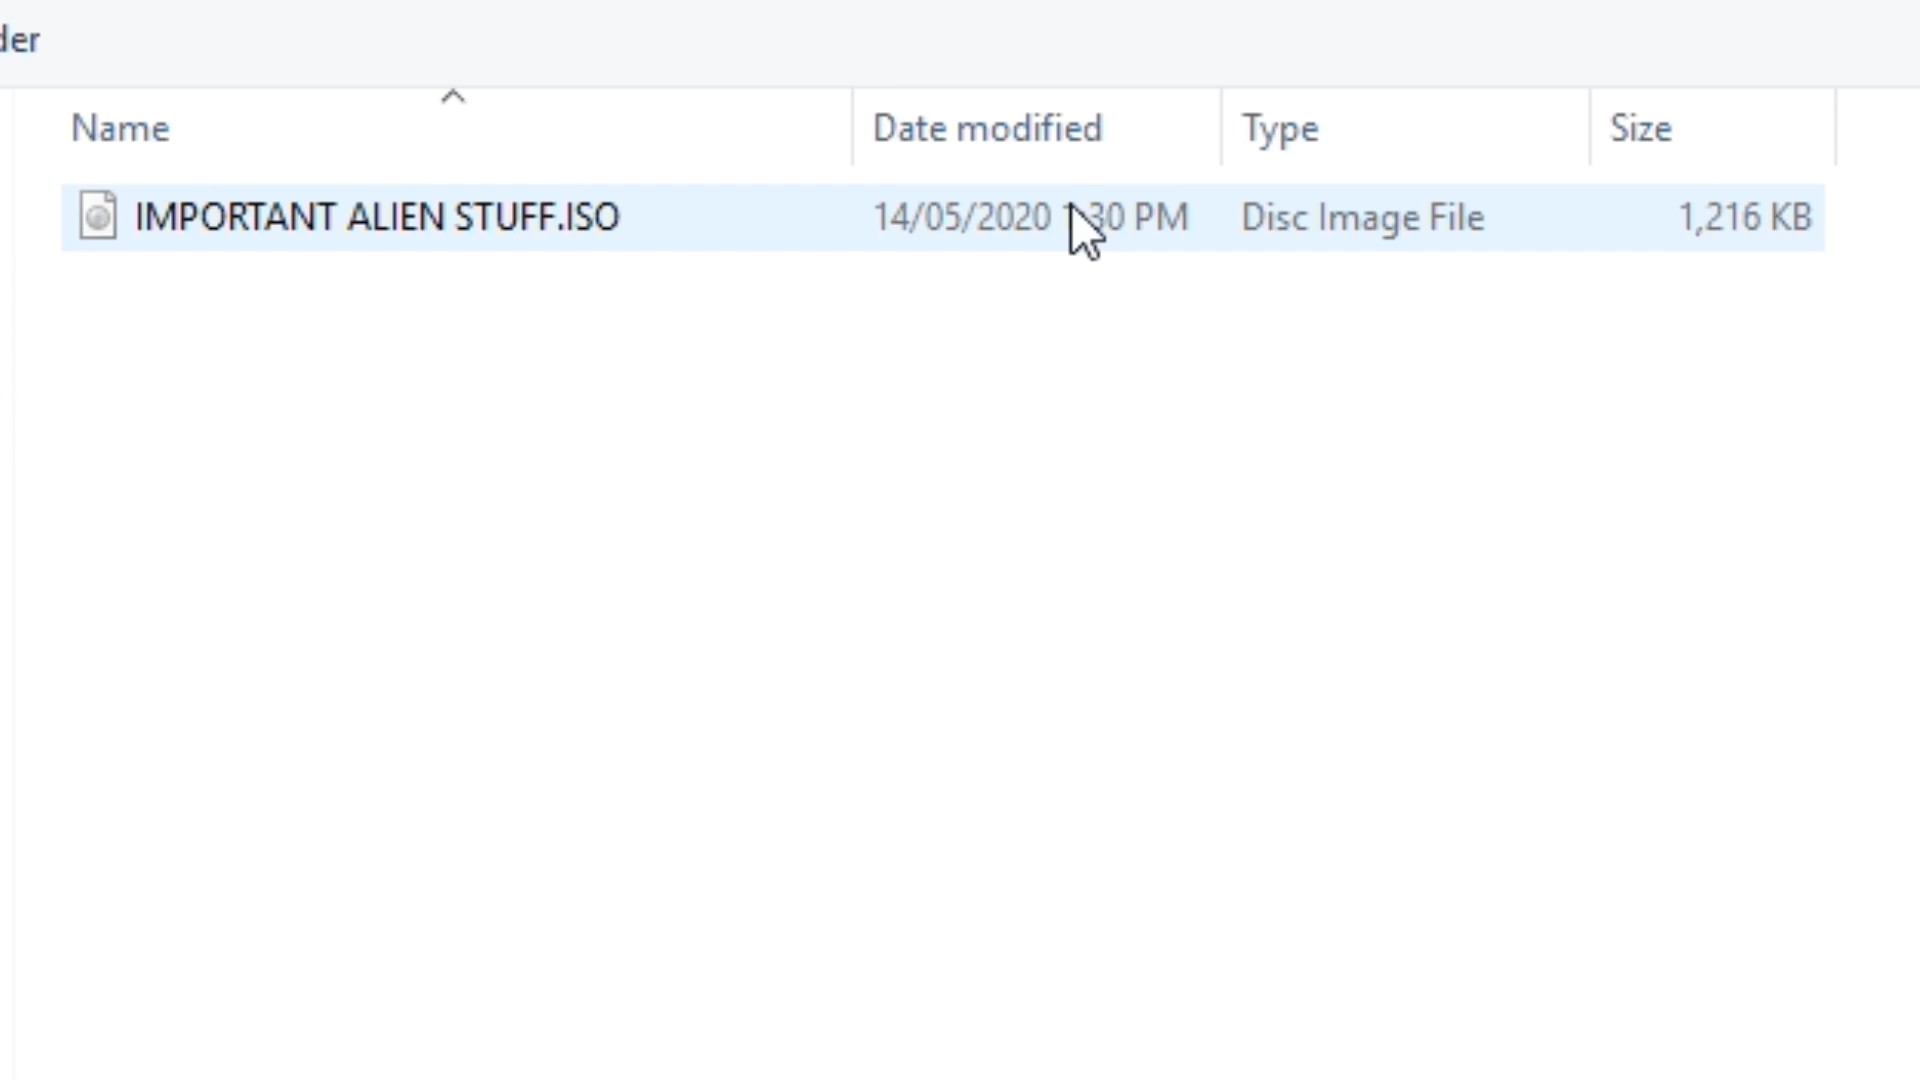 der
Name Date modified Type Size
IMPORTANT ALIEN STUFF.ISO 14/05/2020 PM Disc Image File 1,216 KB